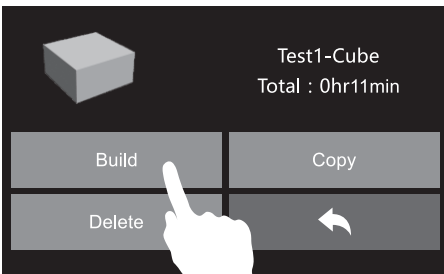 Test1-Cube
Total : 0hr11min
Build
Copy
Delete